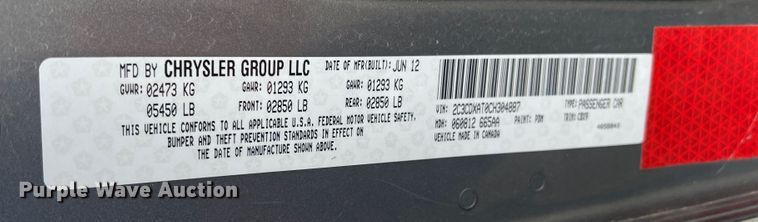 MFD BY CHRYSLER GROUP LLC DATE OF MFR(BUILT): JUN 12
GVWR: 02473 KG GAWR: 01293 KG GAWR: 01293 KG
05450 LB FRONT: 02850 LB REAR: 02850 LB
THIS VEHICLE CONFORMS TO ALL APPLICABLE U.S.A. FEDERAL MOTOR VEHICLE SAFETY,
BUMPER AND THEFT PREVENTION STANDARDS IN EFFECT ON
THE DATE OF MANUFACTURE SHOWN ABOVE.
VIN: 2C3CDXAT0CH304887 TYPE: PASSENGER CAR
MDH: 060812 665AA PAINT: PDM TRIM: CDX9
VEHICLE MADE IN CANADA
Purple Wave Auction